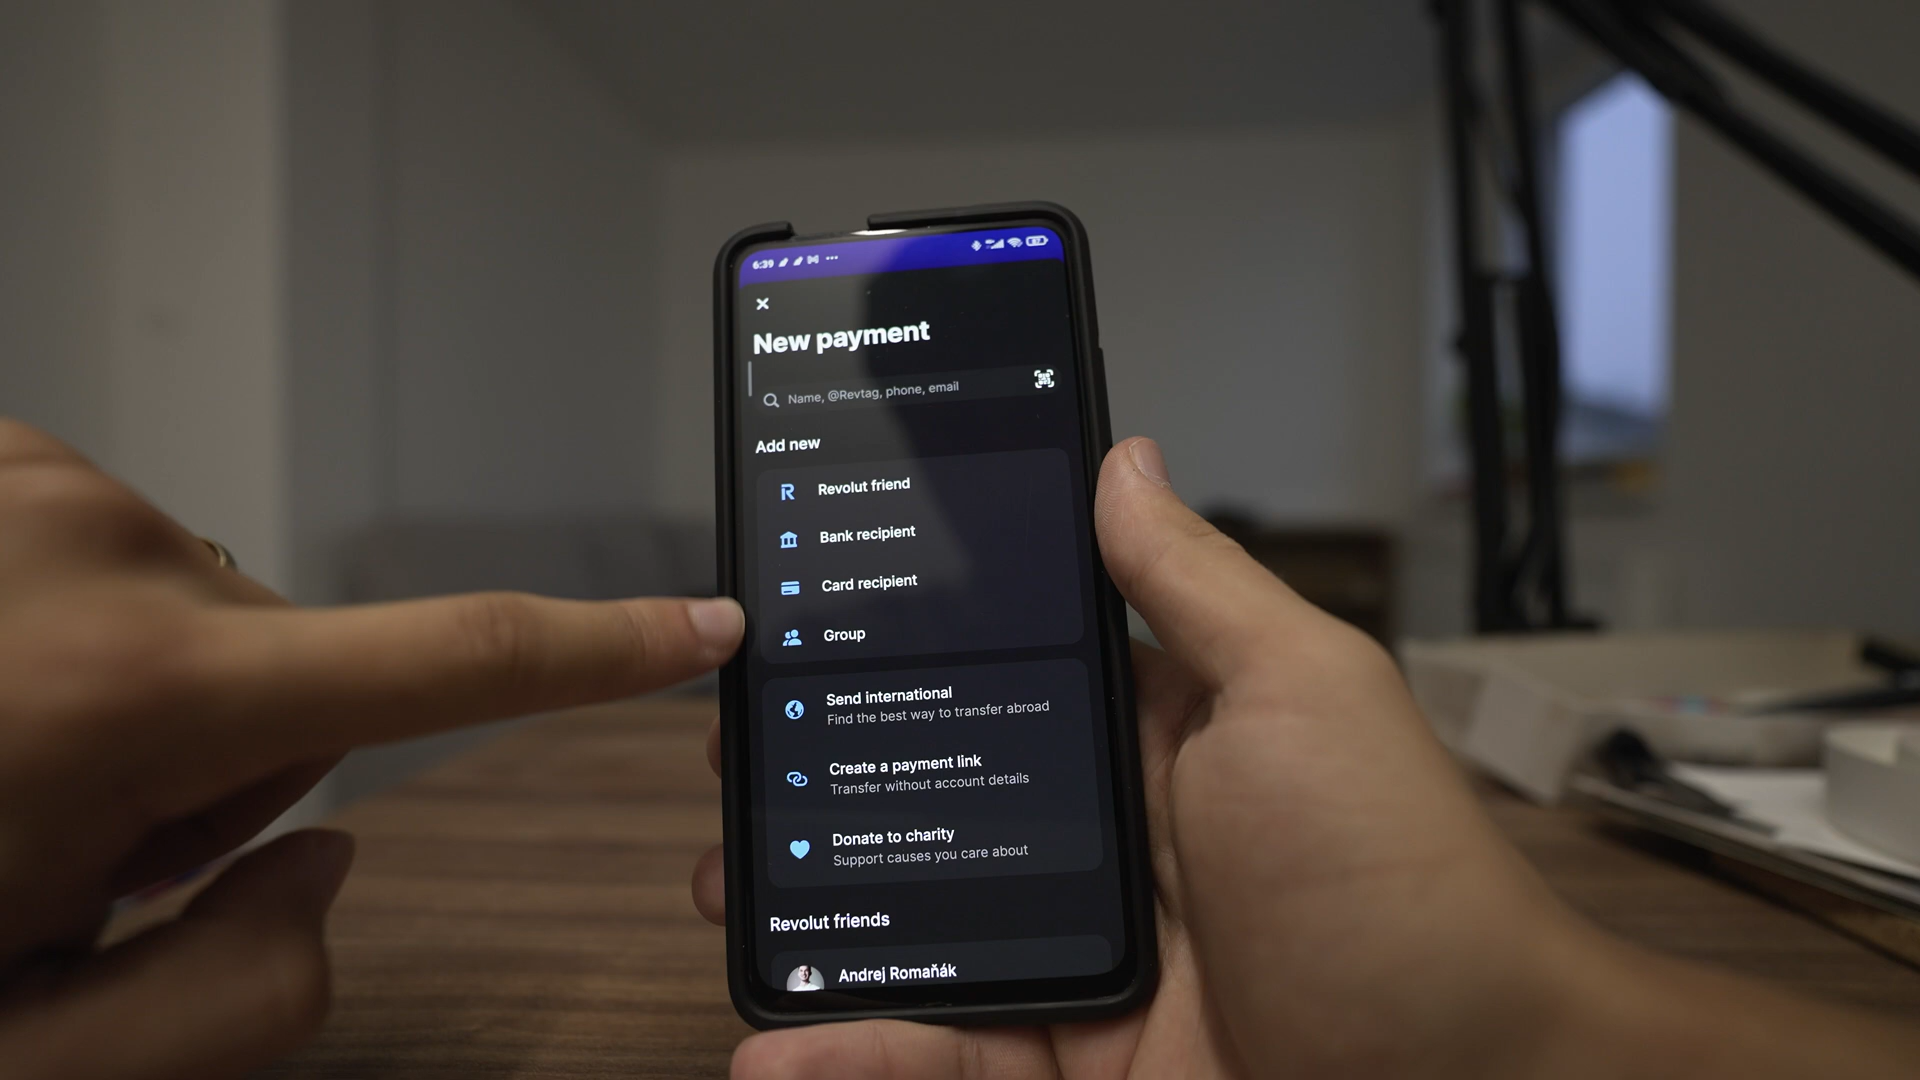 6:39
New payment
Name, @Revtag, phone, email
Add new
Revolut friend
Bank recipient
Card recipient
Group
Send international
Find the best way to transfer abroad
Create a payment link
Transfer without account details
Donate to charity
Support causes you care about
Revolut friends
Andrej Romaňák